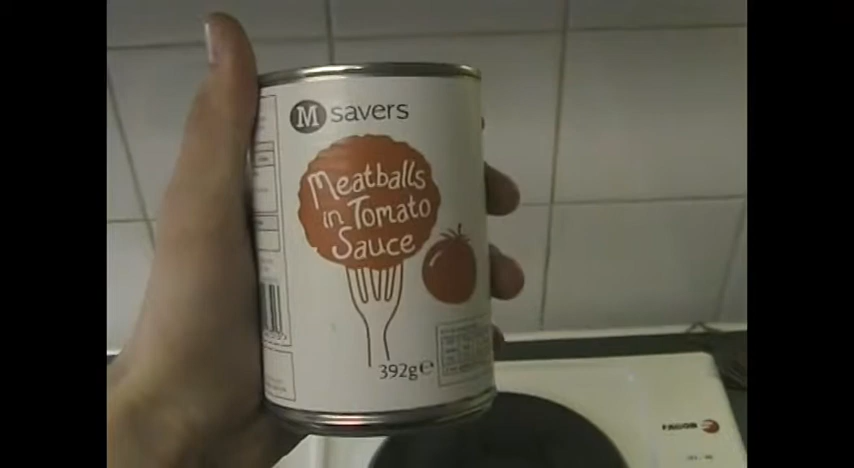 M savers
Meatballs
in Tomato
Sauce
392g℮
FAGOR